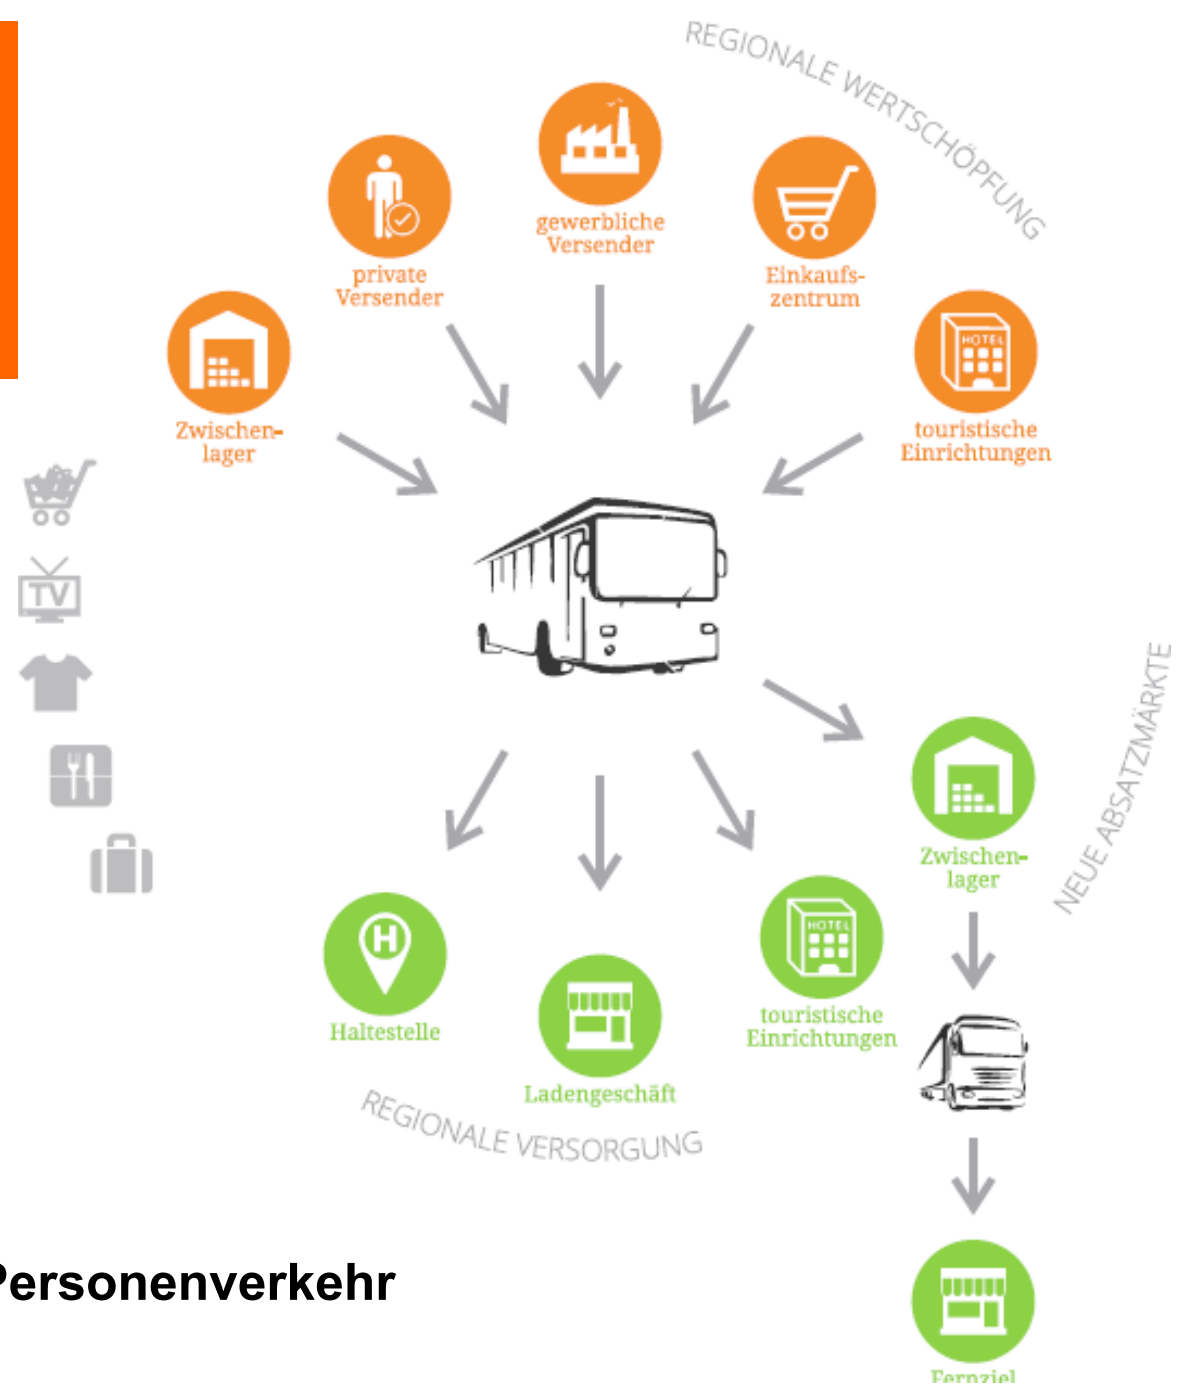 REGIONALE WERTSCHÖPFUNG
gewerbliche
Versender
private
Versender
Einkaufs-
zentrum
HOTEL
Zwischen-
lager
touristische
Einrichtungen
TV
NEUE ABSATZMÄRKTE
Zwischen-
lager
H
HOTEL
Haltestelle
touristische
Einrichtungen
Ladengeschäft
REGIONALE VERSORGUNG
Personenverkehr
Fernziel